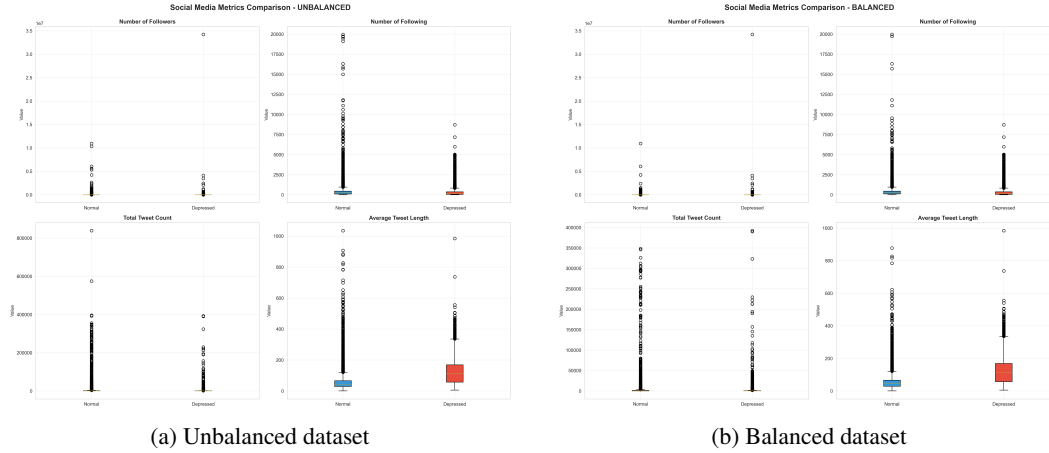 Social Media Metrics Comparison - UNBALANCED
Number of Followers
1e7
3.5
3.0
2.5
2.0
1.5
1.0
0.5
0.0
Value
Normal
Depressed
Number of Following
20000
17500
15000
12500
10000
7500
5000
2500
0
Value
Normal
Depressed
Total Tweet Count
800000
600000
400000
200000
0
Value
Normal
Depressed
Average Tweet Length
1000
800
600
400
200
0
Value
Normal
Depressed
(a) Unbalanced dataset
Social Media Metrics Comparison - BALANCED
Number of Followers
1e7
3.5
3.0
2.5
2.0
1.5
1.0
0.5
0.0
Value
Normal
Depressed
Number of Following
20000
17500
15000
12500
10000
7500
5000
2500
0
Value
Normal
Depressed
Total Tweet Count
400000
350000
300000
250000
200000
150000
100000
50000
0
Value
Normal
Depressed
Average Tweet Length
1000
800
600
400
200
0
Value
Normal
Depressed
(b) Balanced dataset